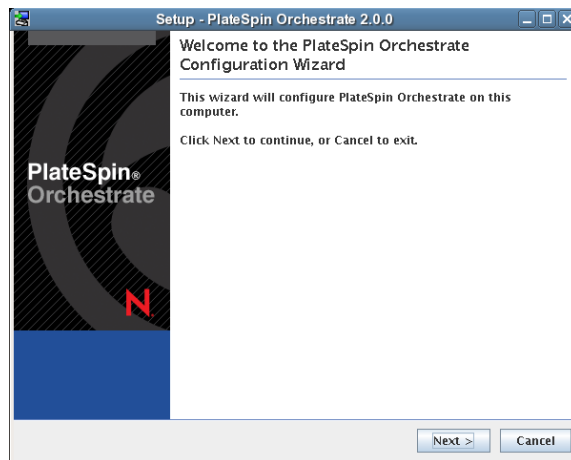 Setup - PlateSpin Orchestrate 2.0.0
Welcome to the PlateSpin Orchestrate
Configuration Wizard
This wizard will configure PlateSpin Orchestrate on this
computer.
Click Next to continue, or Cancel to exit.
PlateSpin®
Orchestrate
N
Next >
Cancel